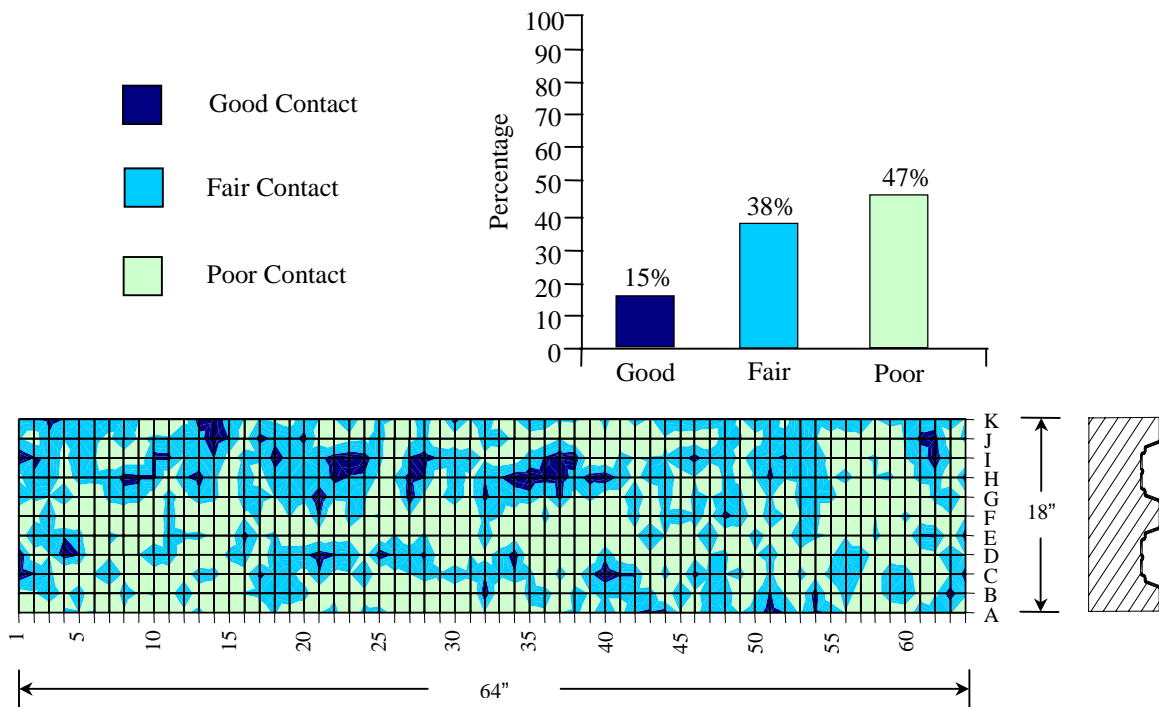 Good Contact
Fair Contact
Poor Contact
Percentage
100
90
80
70
60
50
40
30
20
10
0
15%
38%
47%
Good Fair Poor
K
J
I
H
G
F
E
D
C
B
A
1 5 10 15 20 25 30 35 40 45 50 55 60
64”
18”